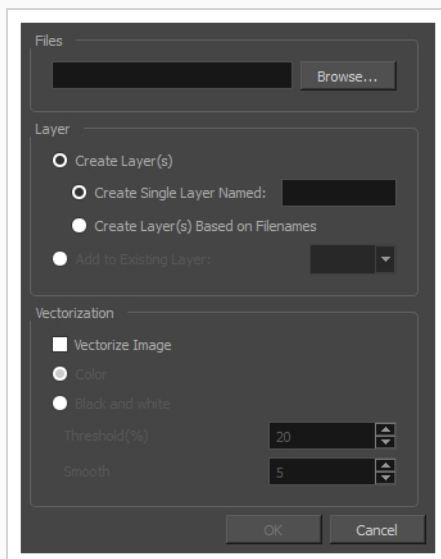 Files
Browse...
Layer
Create Layer(s)
Create Single Layer Named:
Create Layer(s) Based on Filenames
Add to Existing Layer:
Vectorization
Vectorize Image
Color
Black and white
Threshold(%) 20
Smooth 5
OK Cancel